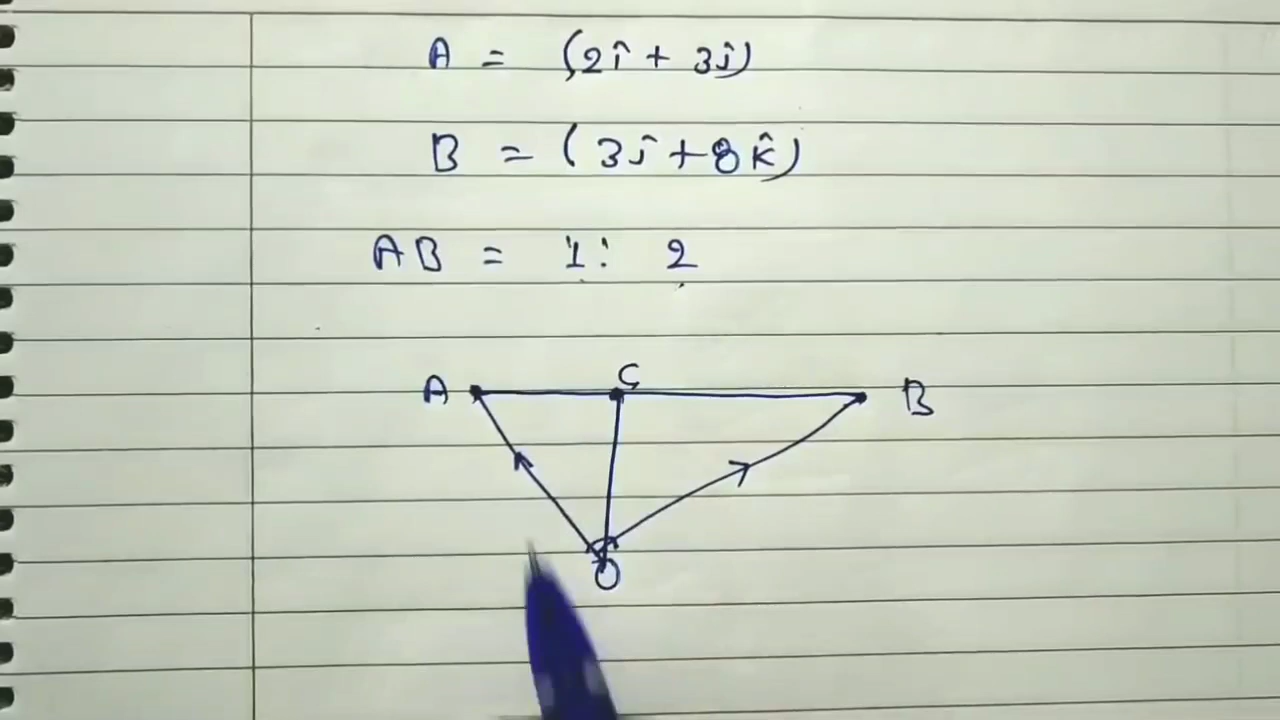 A = (2î + 3ĵ)
B = (3ĵ + 8k̂)
AB = 1: 2
C
A B
O